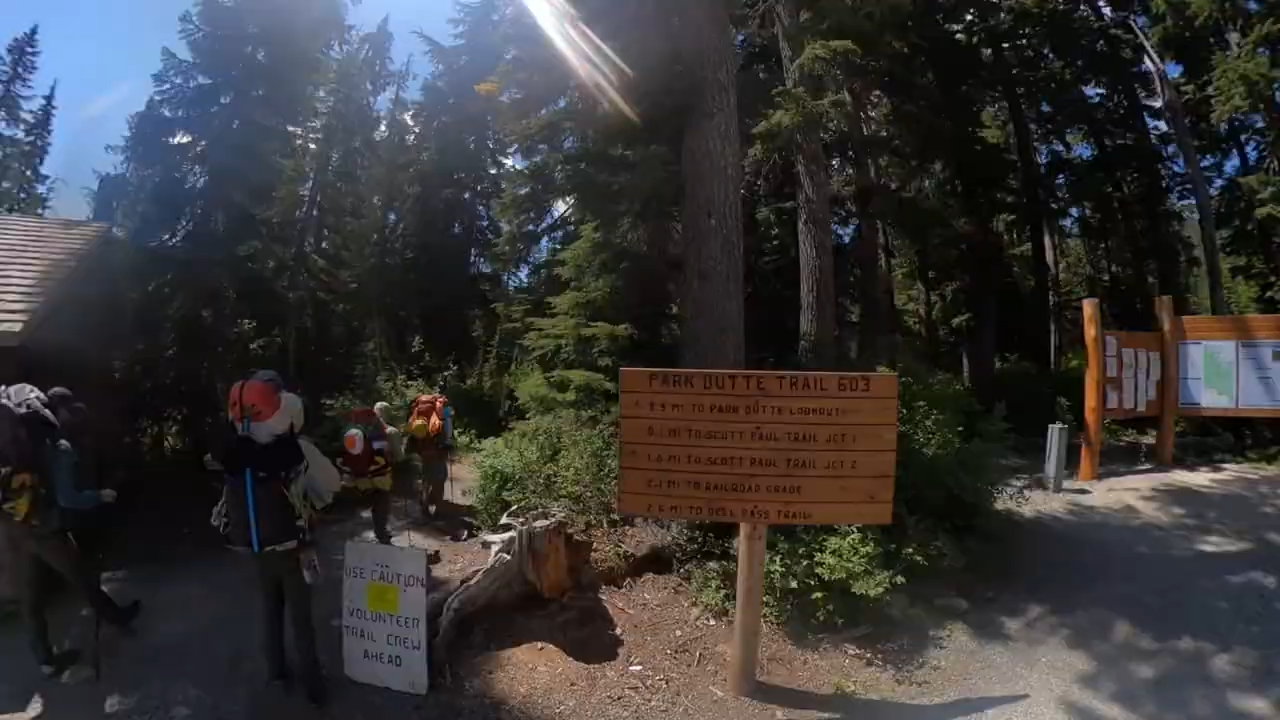 PARK BUTTE TRAIL 603
3.5 MI TO PARK BUTTE LOOKOUT
0.1 MI TO SCOTT PAUL TRAIL JCT 1
1.0 MI TO SCOTT PAUL TRAIL JCT 2
2.1 MI TO RAILROAD GRADE
2.6 MI TO BELL PASS TRAIL
USE CAUTION
VOLUNTEER
TRAIL CREW
AHEAD